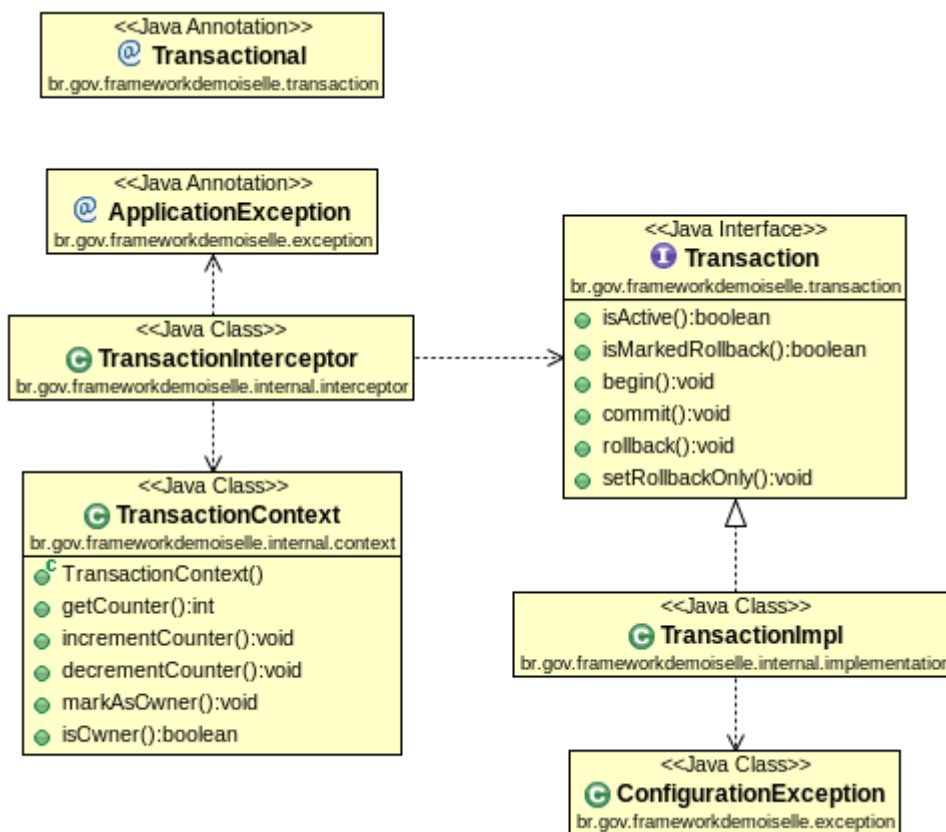 <<Java Annotation>>
@ Transactional
br.gov.frameworkdemoiselle.transaction
<<Java Annotation>>
@ ApplicationException
br.gov.frameworkdemoiselle.exception
<<Java Class>>
C TransactionInterceptor
br.gov.frameworkdemoiselle.internal.interceptor
<<Java Class>>
C TransactionContext
br.gov.frameworkdemoiselle.internal.context
C TransactionContext()
getCounter():int
incrementCounter():void
decrementCounter():void
markAsOwner():void
isOwner():boolean
<<Java Interface>>
I Transaction
br.gov.frameworkdemoiselle.transaction
isActive():boolean
isMarkedRollback():boolean
begin():void
commit():void
rollback():void
setRollbackOnly():void
<<Java Class>>
C TransactionImpl
br.gov.frameworkdemoiselle.internal.implementation
<<Java Class>>
C ConfigurationException
br.gov.frameworkdemoiselle.exception